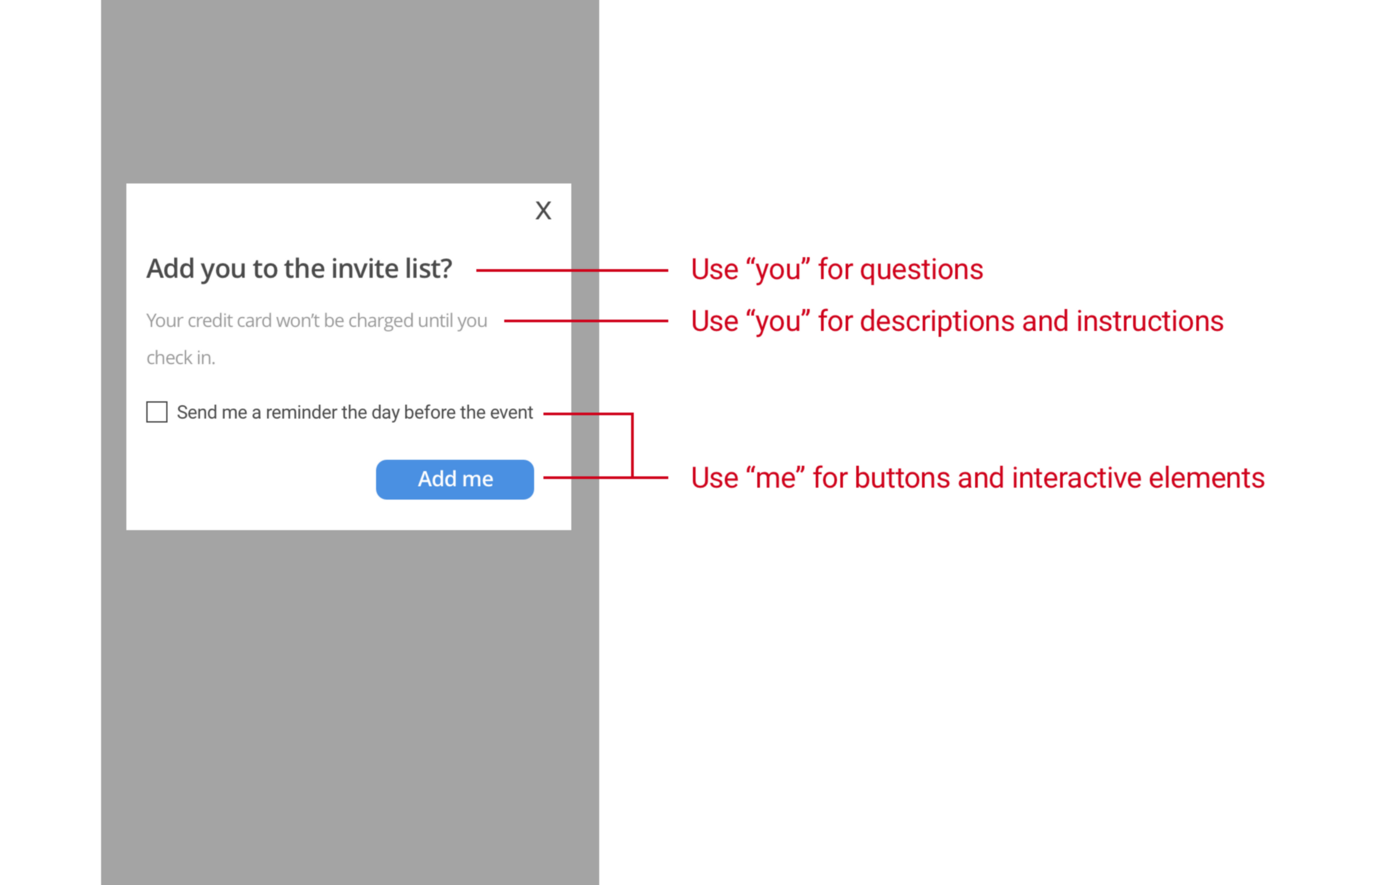 X
Add you to the invite list?
Use “you” for questions
Your credit card won’t be charged until you
check in.
Use “you” for descriptions and instructions
Send me a reminder the day before the event
Add me
Use “me” for buttons and interactive elements